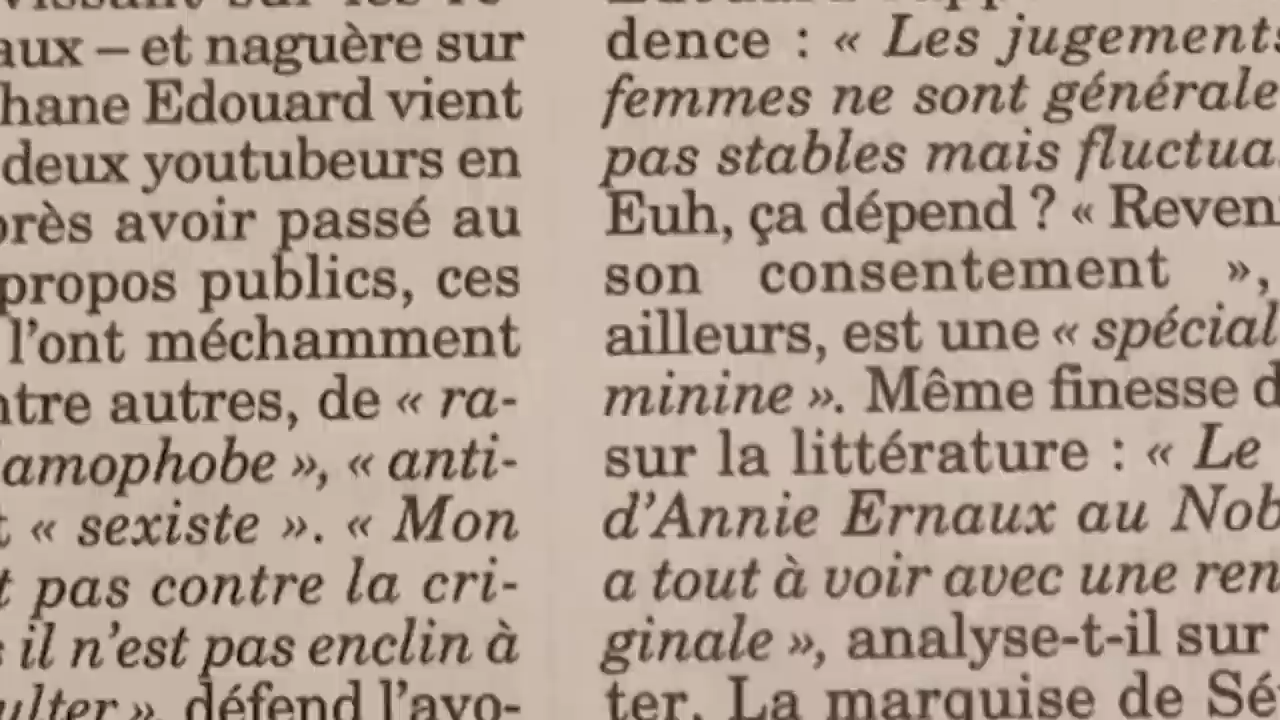 aux – et naguère sur
hane Edouard vient
deux youtubeurs en
près avoir passé au
propos publics, ces
l'ont méchamment
ntre autres, de « ra-
amophobe », « anti-
t « sexiste ». « Mon
t pas contre la cri-
il n'est pas enclin à
ulter », défend l'avo-
dence : « Les jugements
femmes ne sont générale
pas stables mais fluctua
Euh, ça dépend ? « Reven
son consentement »,
ailleurs, est une « spécial
minine ». Même finesse d
sur la littérature : « Le
d'Annie Ernaux au Nob
a tout à voir avec une ren
ginale », analyse-t-il sur
ter. La marquise de Sé